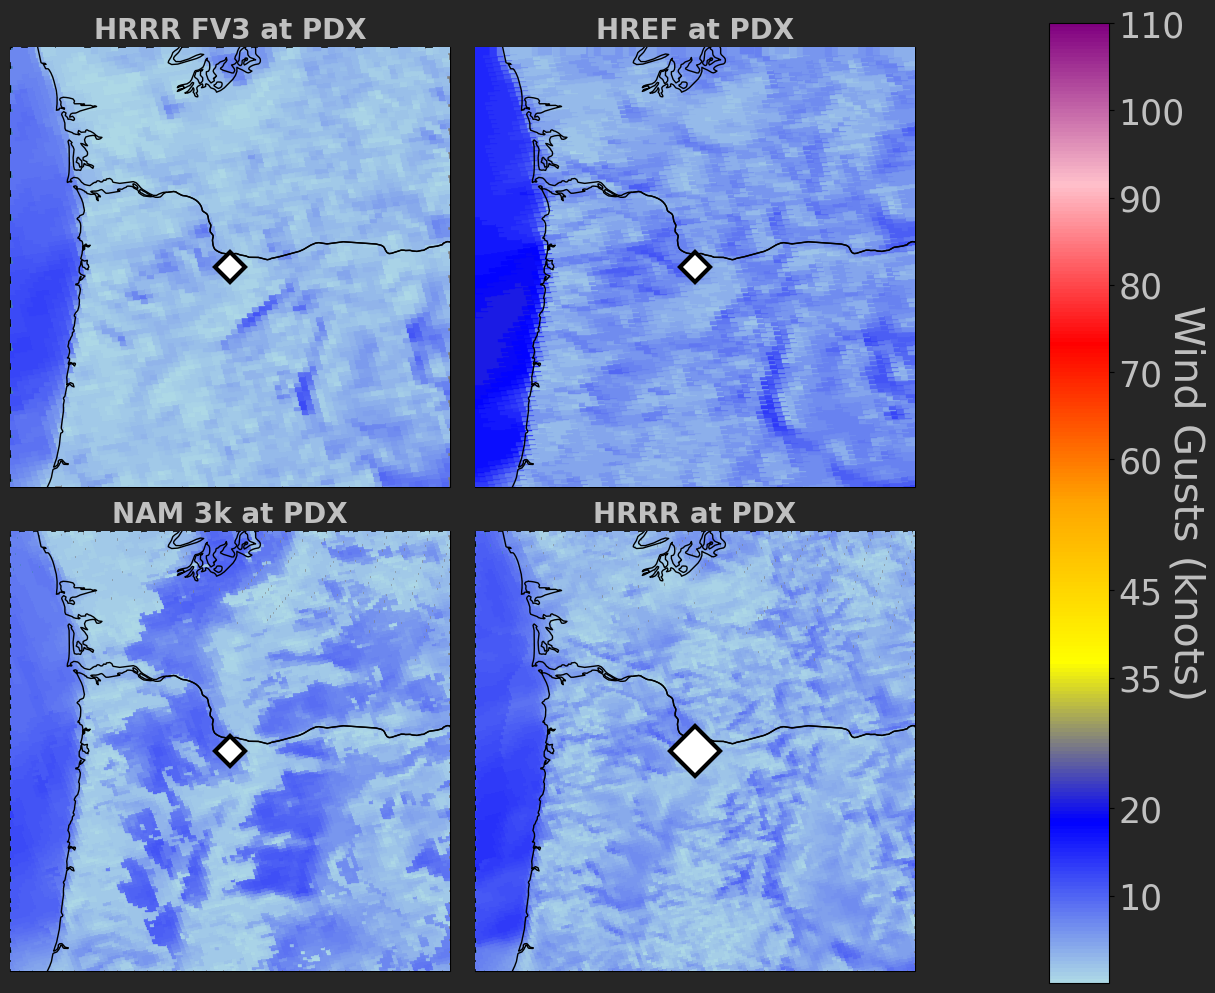 HRRR FV3 at PDX
HREF at PDX
NAM 3k at PDX
HRRR at PDX
110
100
90
80
70
60
45
35
20
10
Wind Gusts (knots)